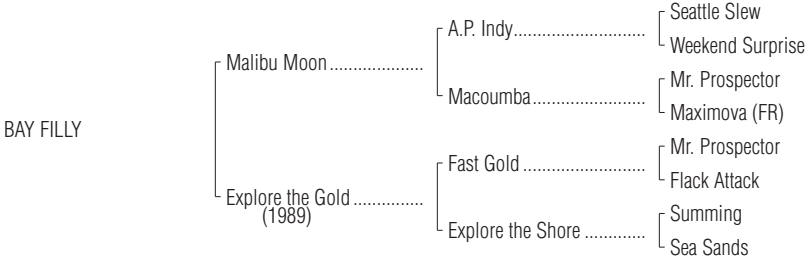 Seattle Slew
A.P. Indy
Weekend Surprise
Malibu Moon
Mr. Prospector
Macoumba
Maximova (FR)
BAY FILLY
Mr. Prospector
Fast Gold
Flack Attack
Explore the Gold
(1989)
Summing
Explore the Shore
Sea Sands